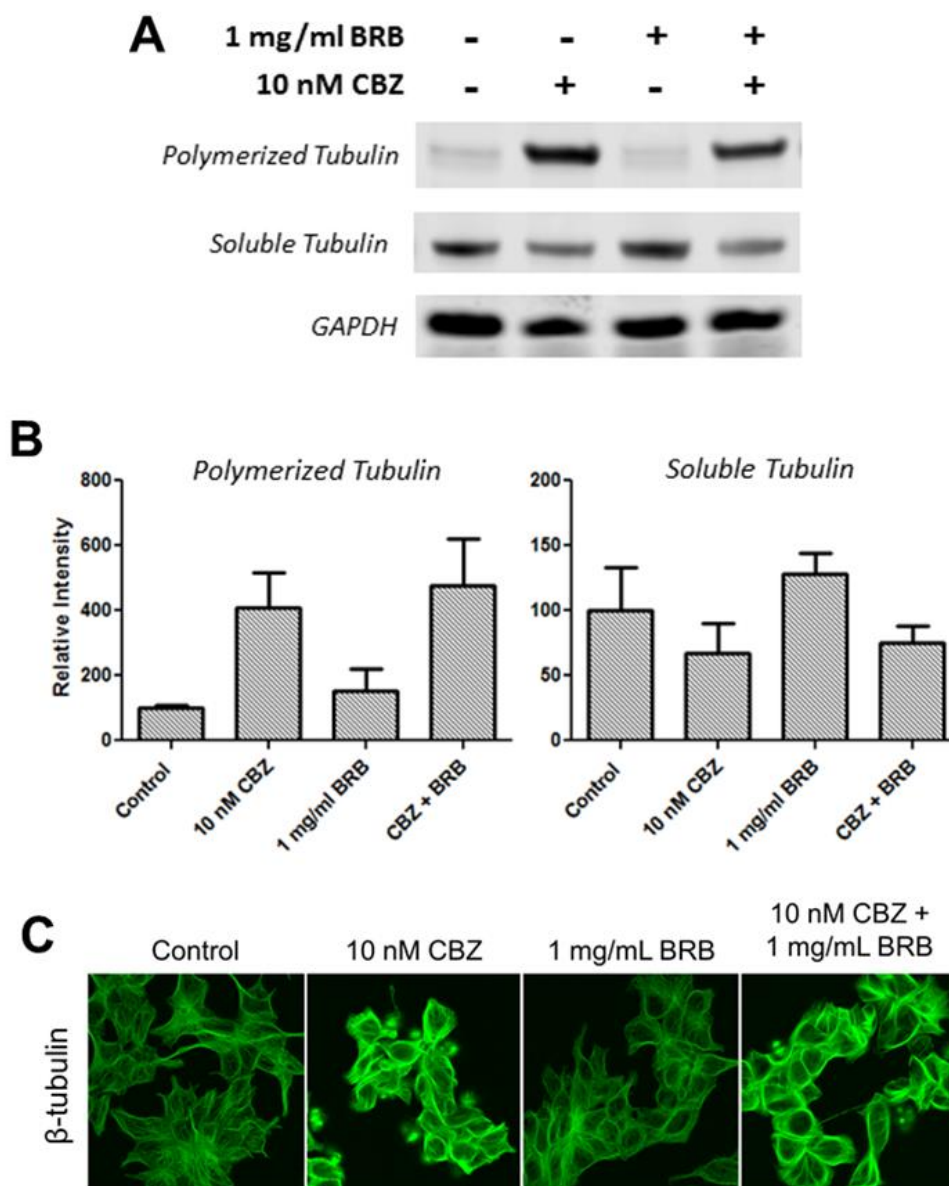 A
1 mg/ml BRB - - + +
10 nM CBZ - + - +
Polymerized Tubulin
Soluble Tubulin
GAPDH
B
Polymerized Tubulin
800
600
400
200
0
Relative Intensity
Control
10 nM CBZ
1 mg/ml BRB
CBZ + BRB
Soluble Tubulin
200
150
100
50
0
Control
10 nM CBZ
1 mg/ml BRB
CBZ + BRB
C
Control
10 nM CBZ
1 mg/mL BRB
10 nM CBZ +
1 mg/mL BRB
β-tubulin